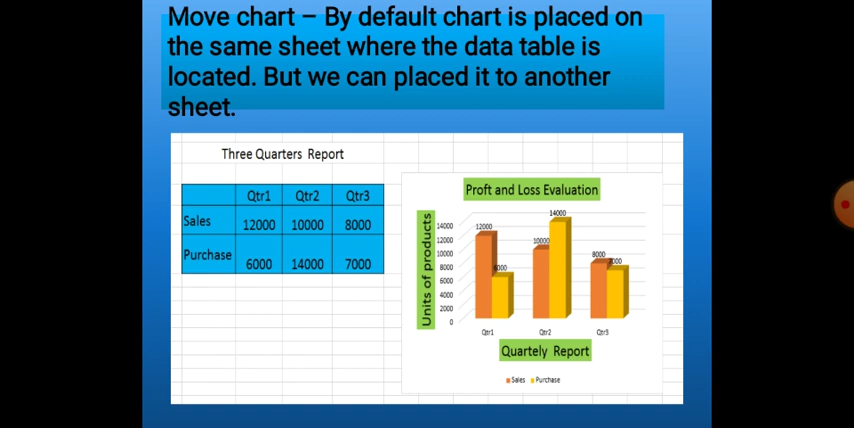 Move chart – By default chart is placed on
the same sheet where the data table is
located. But we can placed it to another
sheet.
Three Quarters Report
Qtr1 Qtr2 Qtr3
Sales 12000 10000 8000
Purchase 6000 14000 7000
Proft and Loss Evaluation
Units of products
14000
12000
10000
8000
6000
4000
2000
0
12000
6000
10000
14000
8000
7000
Qtr1 Qtr2 Qtr3
Quartely Report
Sales Purchase